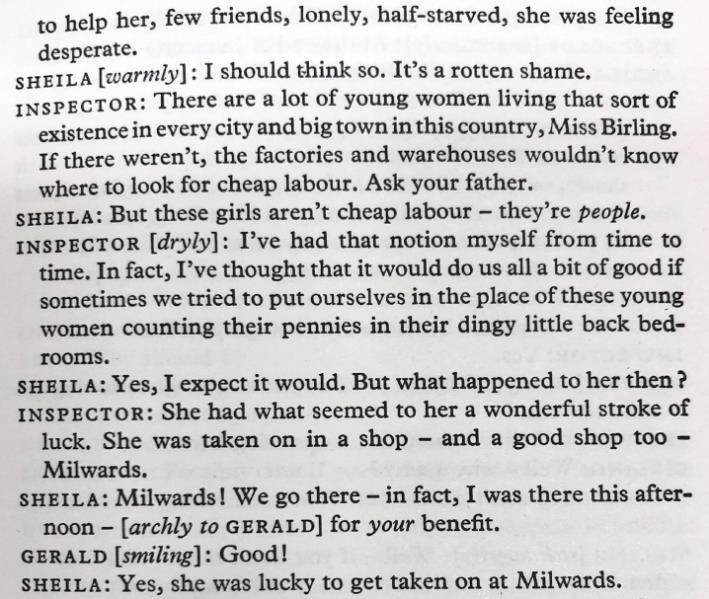 to help her, few friends, lonely, half-starved, she was feeling
desperate.
SHEILA [warmly]: I should think so. It's a rotten shame.
INSPECTOR: There are a lot of young women living that sort of
existence in every city and big town in this country, Miss Birling.
If there weren't, the factories and warehouses wouldn't know
where to look for cheap labour. Ask your father.
SHEILA: But these girls aren't cheap labour – they're people.
INSPECTOR [dryly]: I've had that notion myself from time to
time. In fact, I've thought that it would do us all a bit of good if
sometimes we tried to put ourselves in the place of these young
women counting their pennies in their dingy little back bed-
rooms.
SHEILA: Yes, I expect it would. But what happened to her then?
INSPECTOR: She had what seemed to her a wonderful stroke of
luck. She was taken on in a shop – and a good shop too –
Milwards.
SHEILA: Milwards! We go there – in fact, I was there this after-
noon – [archly to GERALD] for your benefit.
GERALD [smiling]: Good!
SHEILA: Yes, she was lucky to get taken on at Milwards.